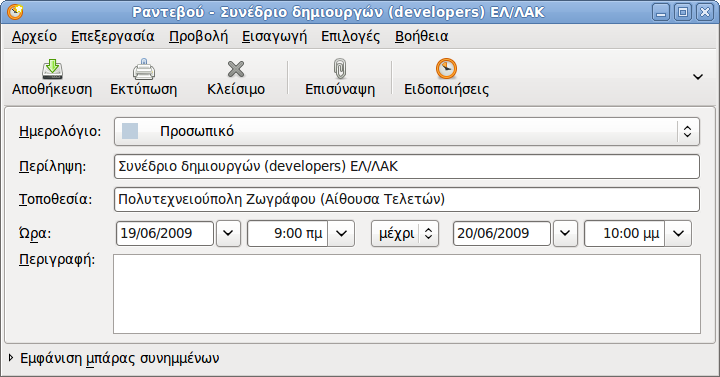 Ραντεβού - Συνέδριο δημιουργών (developers) ΕΛ/ΛΑΚ
Αρχείο Επεξεργασία Προβολή Εισαγωγή Επιλογές Βοήθεια
Αποθήκευση Εκτύπωση Κλείσιμο Επισύναψη Ειδοποιήσεις
Ημερολόγιο: Προσωπικό
Περίληψη: Συνέδριο δημιουργών (developers) ΕΛ/ΛΑΚ
Τοποθεσία: Πολυτεχνειούπολη Ζωγράφου (Αίθουσα Τελετών)
Ώρα: 19/06/2009 9:00 πμ μέχρι 20/06/2009 10:00 μμ
Περιγραφή:
Εμφάνιση μπάρας συνημμένων